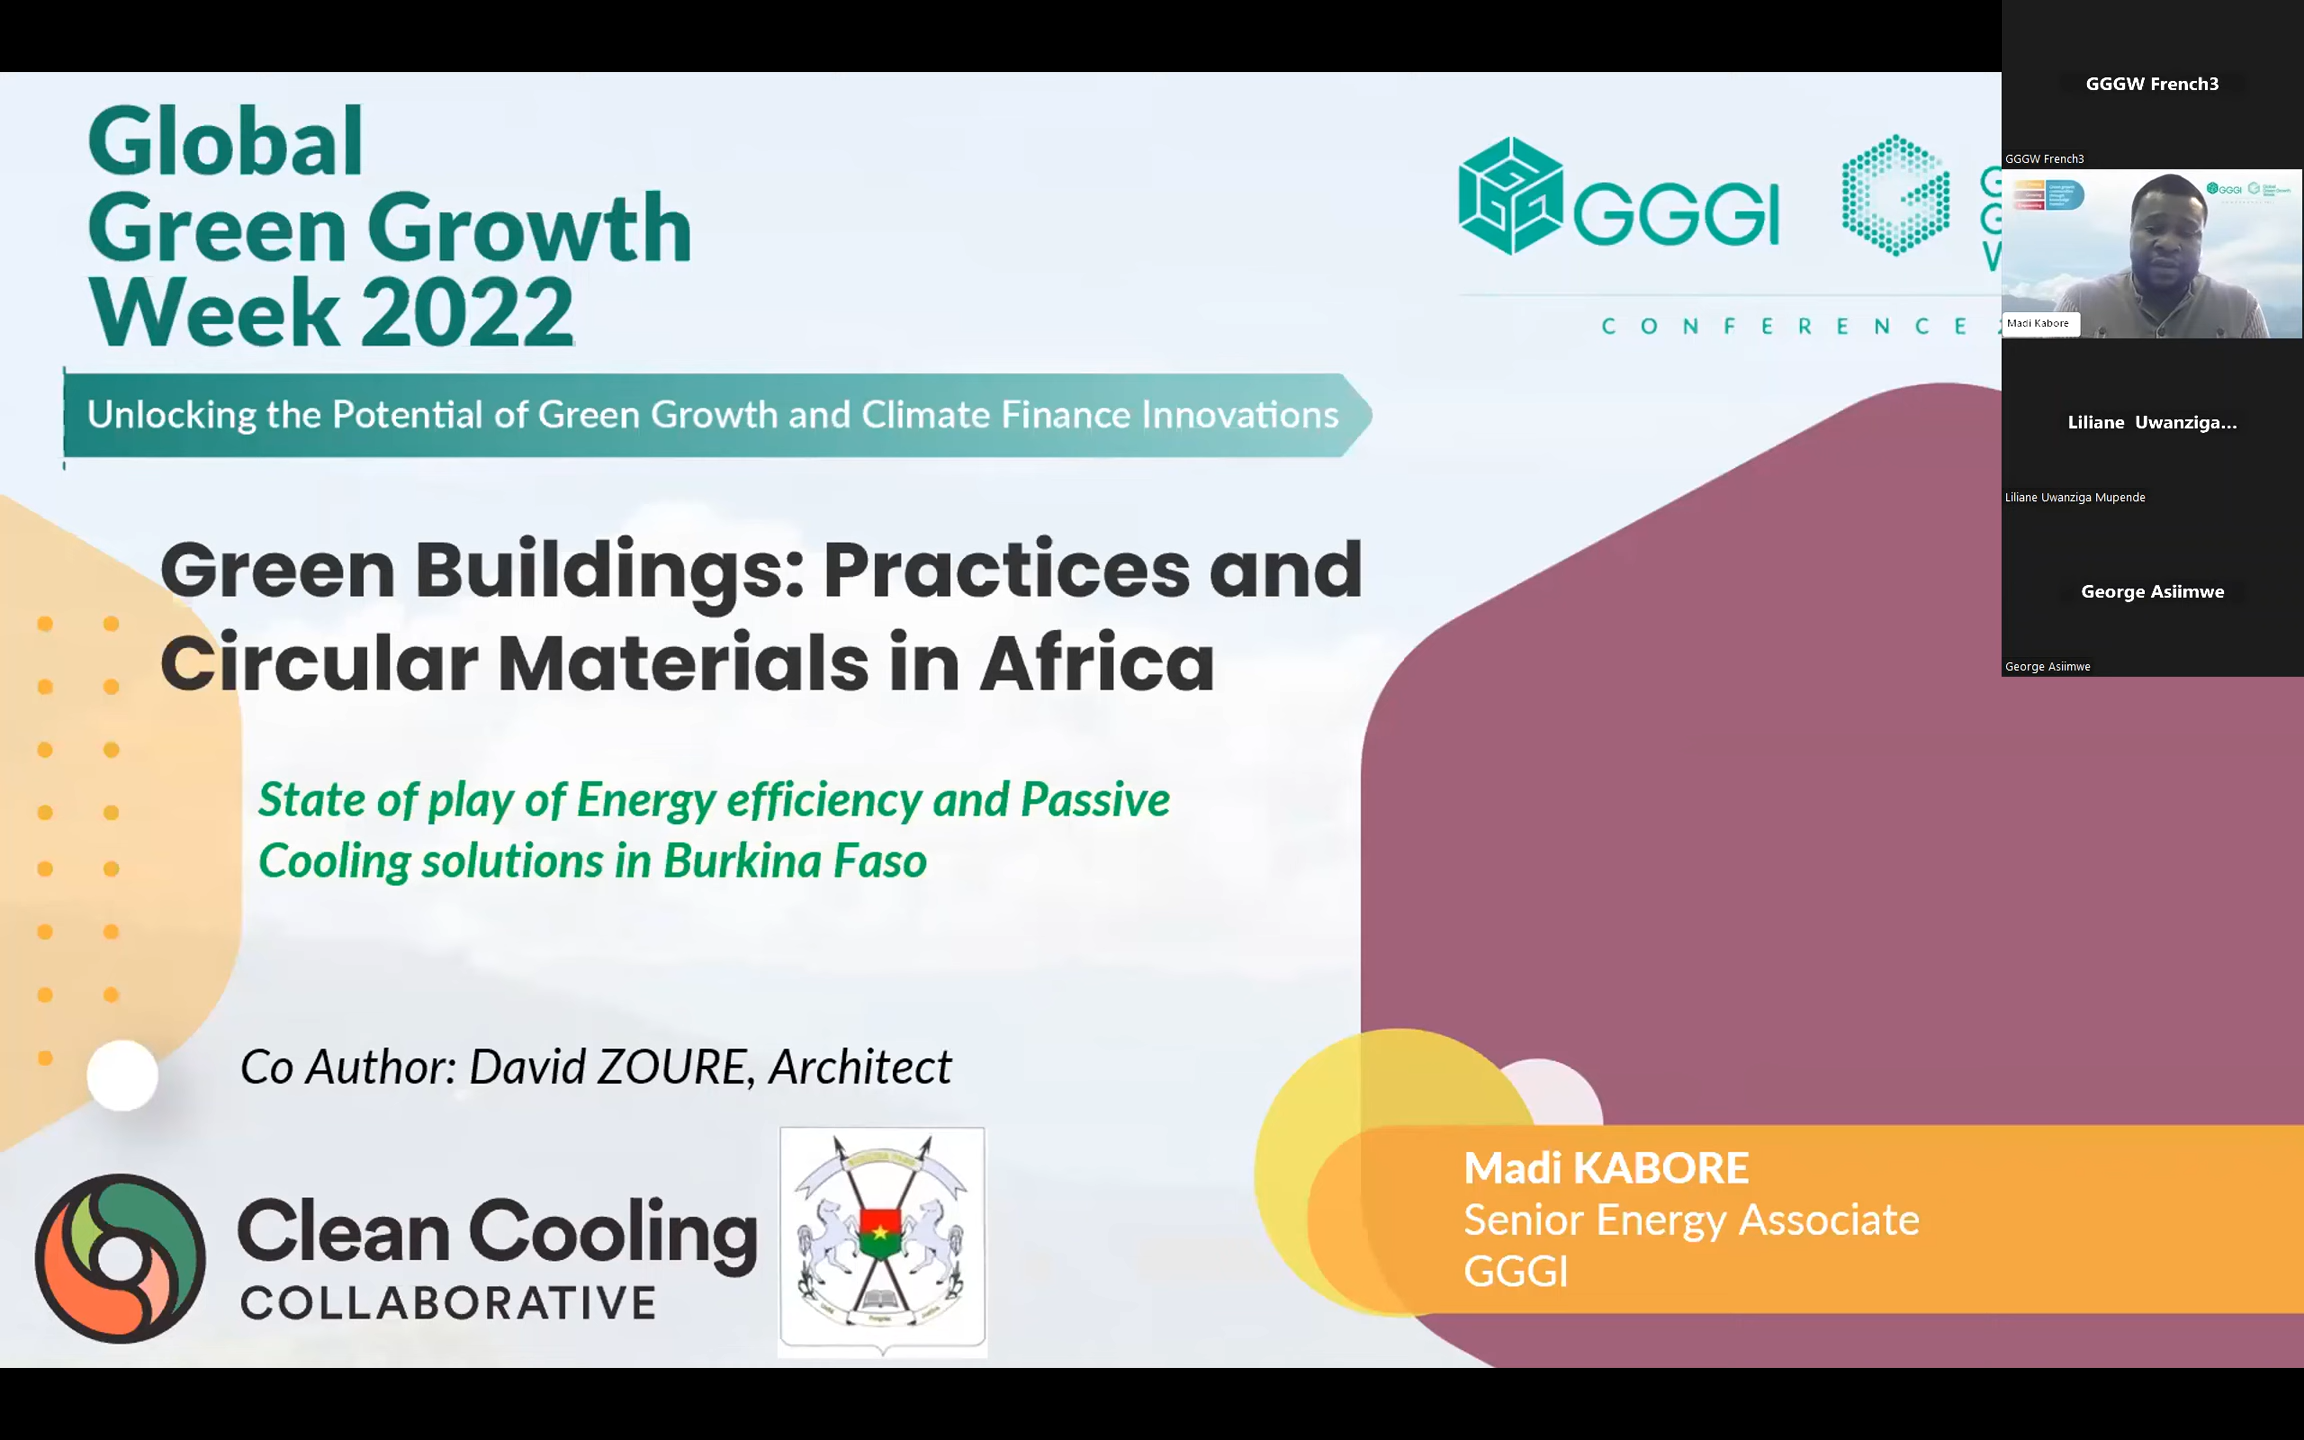 Global
Green Growth
Week 2022
GGGI
CONFERENCE
Unlocking the Potential of Green Growth and Climate Finance Innovations
Green Buildings: Practices and
Circular Materials in Africa
State of play of Energy efficiency and Passive
Cooling solutions in Burkina Faso
Co Author: David ZOURE, Architect
Clean Cooling
COLLABORATIVE
Madi KABORE
Senior Energy Associate
GGGI
GGGW French3
GGGW French3
GGGI
Madi Kabore
Liliane Uwanziga...
Liliane Uwanziga Mupende
George Asiimwe
George Asiimwe